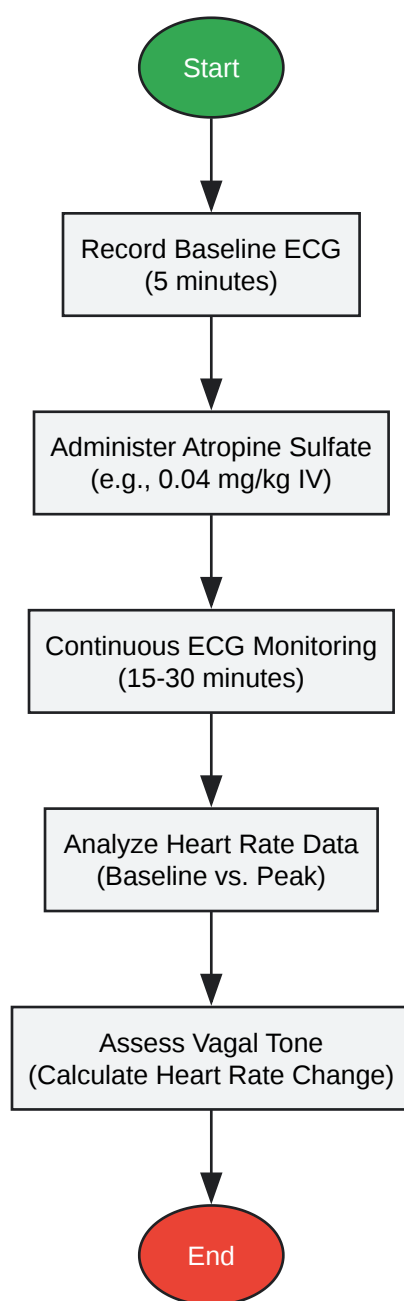 Start
Record Baseline ECG
(5 minutes)
Administer Atropine Sulfate
(e.g., 0.04 mg/kg IV)
Continuous ECG Monitoring
(15-30 minutes)
Analyze Heart Rate Data
(Baseline vs. Peak)
Assess Vagal Tone
(Calculate Heart Rate Change)
End